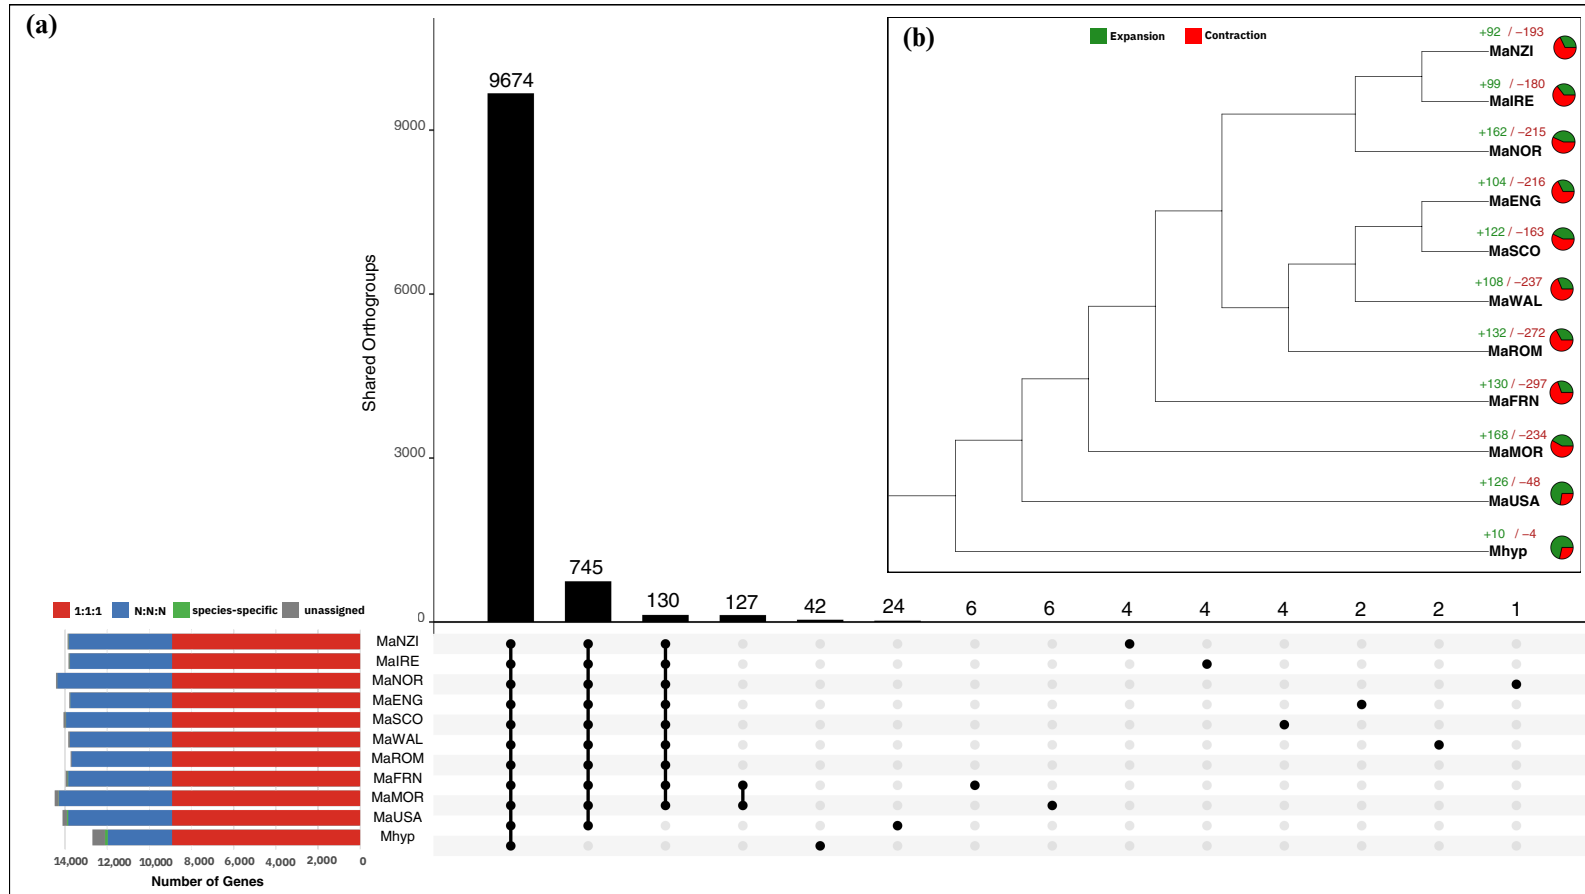 (a)
(b)
Expansion
Contraction
+92 / −193
MaNZI
+99 / −180
MaIRE
+162 / −215
MaNOR
+104 / −216
MaENG
+122 / −163
MaSCO
+108 / −237
MaWAL
+132 / −272
MaROM
+130 / −297
MaFRN
+168 / −234
MaMOR
+126 / −48
MaUSA
+10 / −4
Mhyp
Shared Orthogroups
9000
6000
3000
0
9674
745
130
127
42
24
6
6
4
4
4
2
2
1
1:1:1
N:N:N
species-specific
unassigned
MaNZI
MaIRE
MaNOR
MaENG
MaSCO
MaWAL
MaROM
MaFRN
MaMOR
MaUSA
Mhyp
14,000 12,000 10,000 8,000 6,000 4,000 2,000 0
Number of Genes